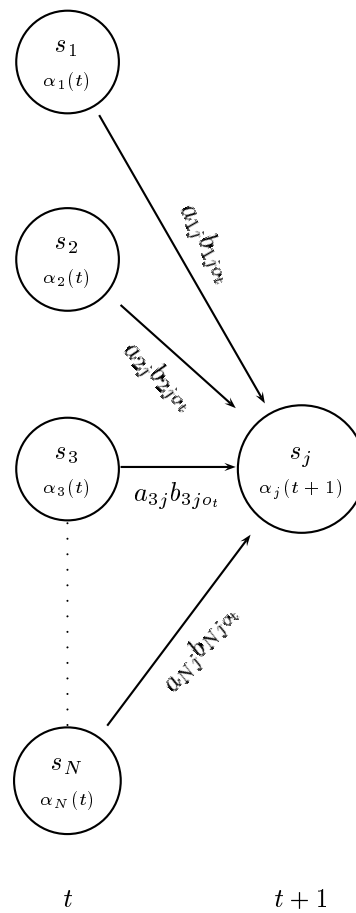 s_1
α_1(t)
a_{1j}b_{1jo_t}
s_2
α_2(t)
a_{2j}b_{2jo_t}
s_3
α_3(t)
a_{3j}b_{3jo_t}
s_j
α_j(t+1)
a_{Nj}b_{Njo_t}
s_N
α_N(t)
t
t+1